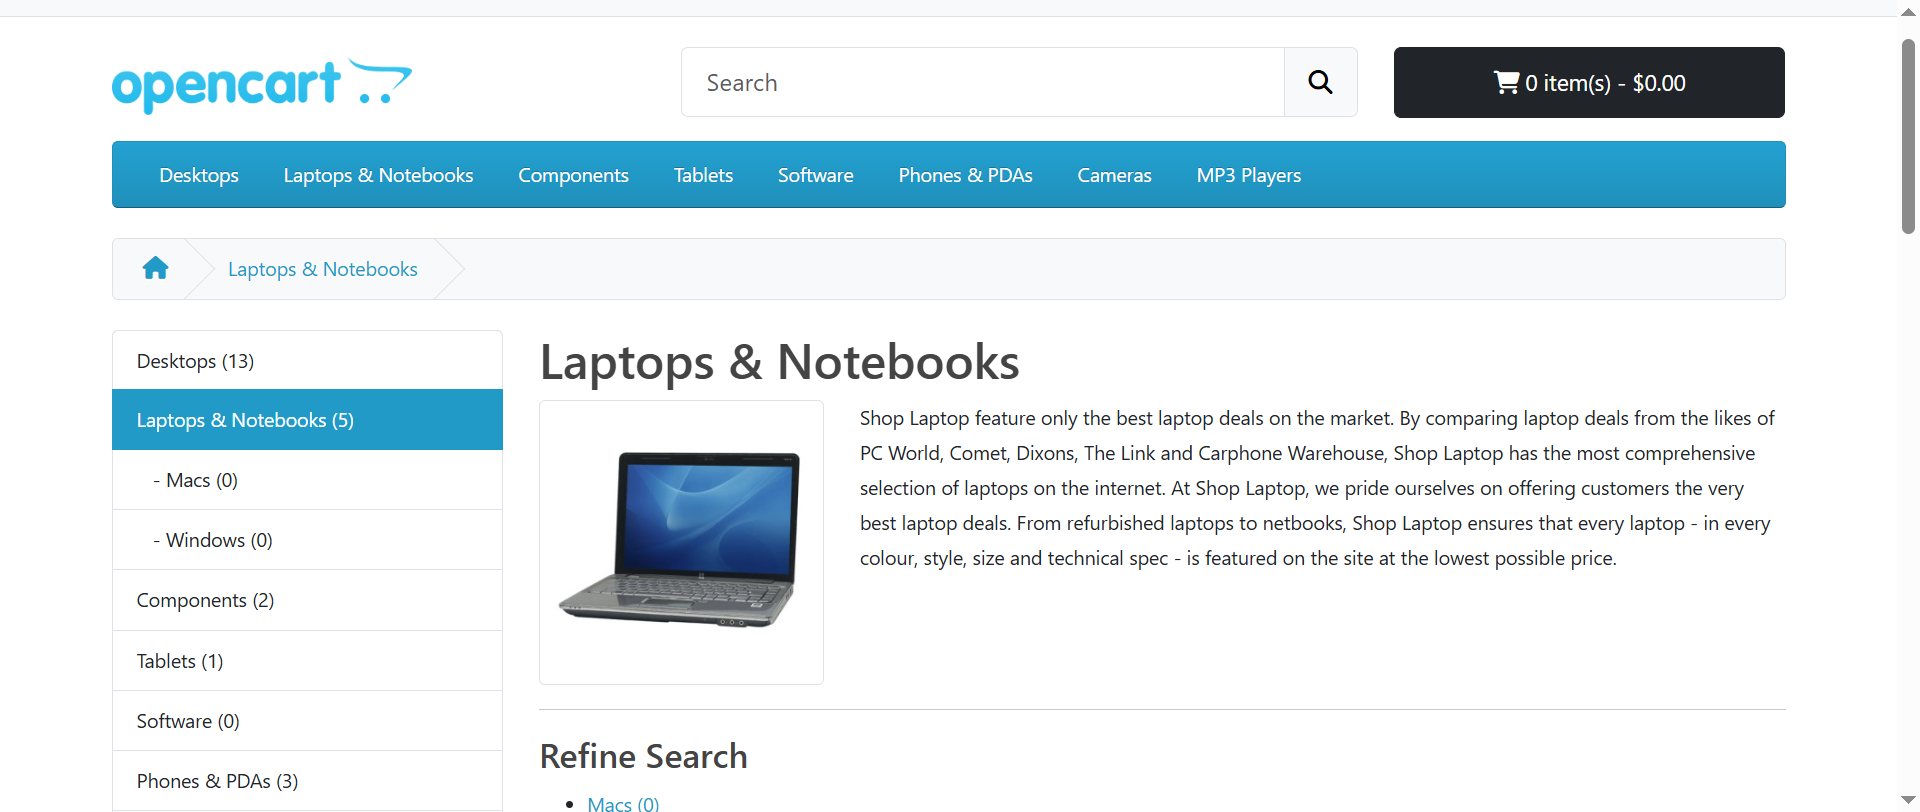 opencart
Search
0 item(s) - $0.00
Desktops
Laptops & Notebooks
Components
Tablets
Software
Phones & PDAs
Cameras
MP3 Players
Laptops & Notebooks
Desktops (13)
Laptops & Notebooks (5)
- Macs (0)
- Windows (0)
Components (2)
Tablets (1)
Software (0)
Phones & PDAs (3)
Laptops & Notebooks
Shop Laptop feature only the best laptop deals on the market. By comparing laptop deals from the likes of
PC World, Comet, Dixons, The Link and Carphone Warehouse, Shop Laptop has the most comprehensive
selection of laptops on the internet. At Shop Laptop, we pride ourselves on offering customers the very
best laptop deals. From refurbished laptops to netbooks, Shop Laptop ensures that every laptop - in every
colour, style, size and technical spec - is featured on the site at the lowest possible price.
Refine Search
Macs (0)